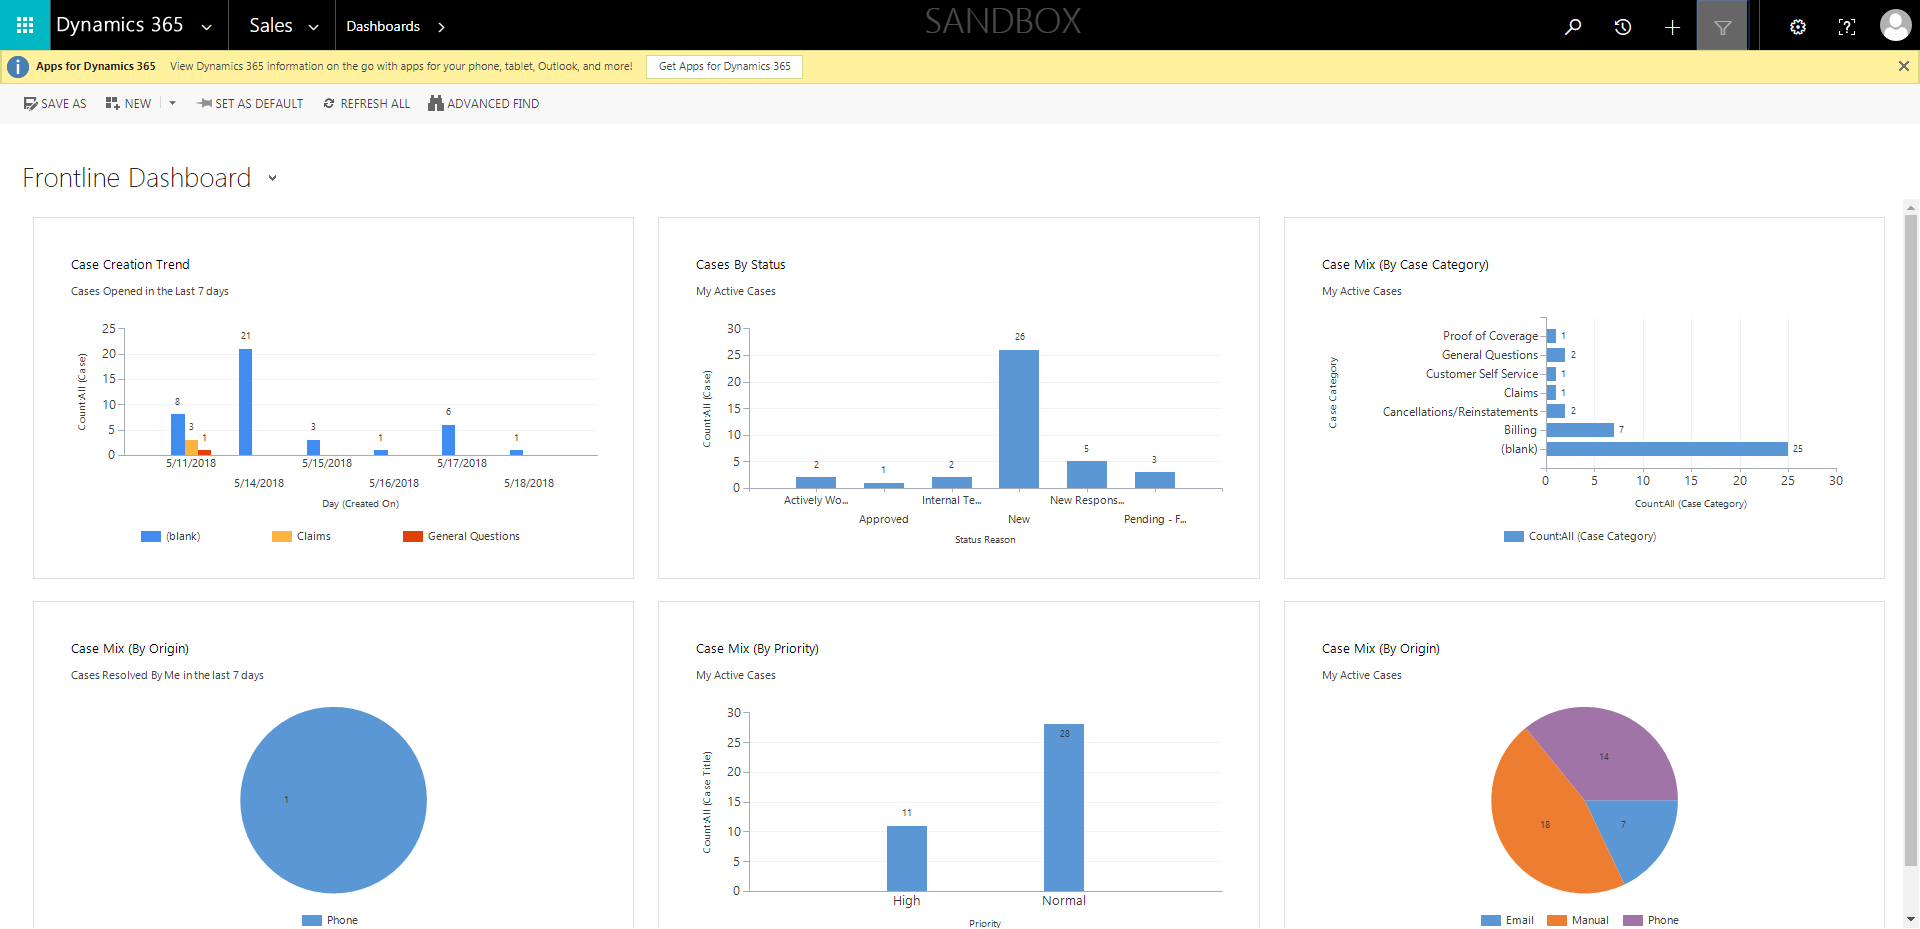 Dynamics 365 Sales Dashboards SANDBOX
Apps for Dynamics 365 View Dynamics 365 information on the go with apps for your phone, tablet, Outlook, and more! Get Apps for Dynamics 365
SAVE AS NEW SET AS DEFAULT REFRESH ALL ADVANCED FIND
Frontline Dashboard
Case Creation Trend
Cases Opened in the Last 7 days
Count:All (Case)
25
20
15
10
5
0
8
3
1
21
3
1
6
1
5/11/2018 5/15/2018 5/17/2018
5/14/2018 5/16/2018 5/18/2018
Day (Created On)
(blank) Claims General Questions
Cases By Status
My Active Cases
Count:All (Case)
30
25
20
15
10
5
0
2
1
2
26
5
3
Actively Wo... Internal Te... New Respons...
Approved New Pending - F...
Status Reason
Case Mix (By Case Category)
My Active Cases
Case Category
Proof of Coverage 1
General Questions 2
Customer Self Service 1
Claims 1
Cancellations/Reinstatements 2
Billing 7
(blank) 25
0 5 10 15 20 25 30
Count:All (Case Category)
Count:All (Case Category)
Case Mix (By Origin)
Cases Resolved By Me in the last 7 days
1
Phone
Case Mix (By Priority)
My Active Cases
Count:All (Case Title)
30
25
20
15
10
5
0
11
28
High Normal
Priority
Case Mix (By Origin)
My Active Cases
14
18
7
Email Manual Phone